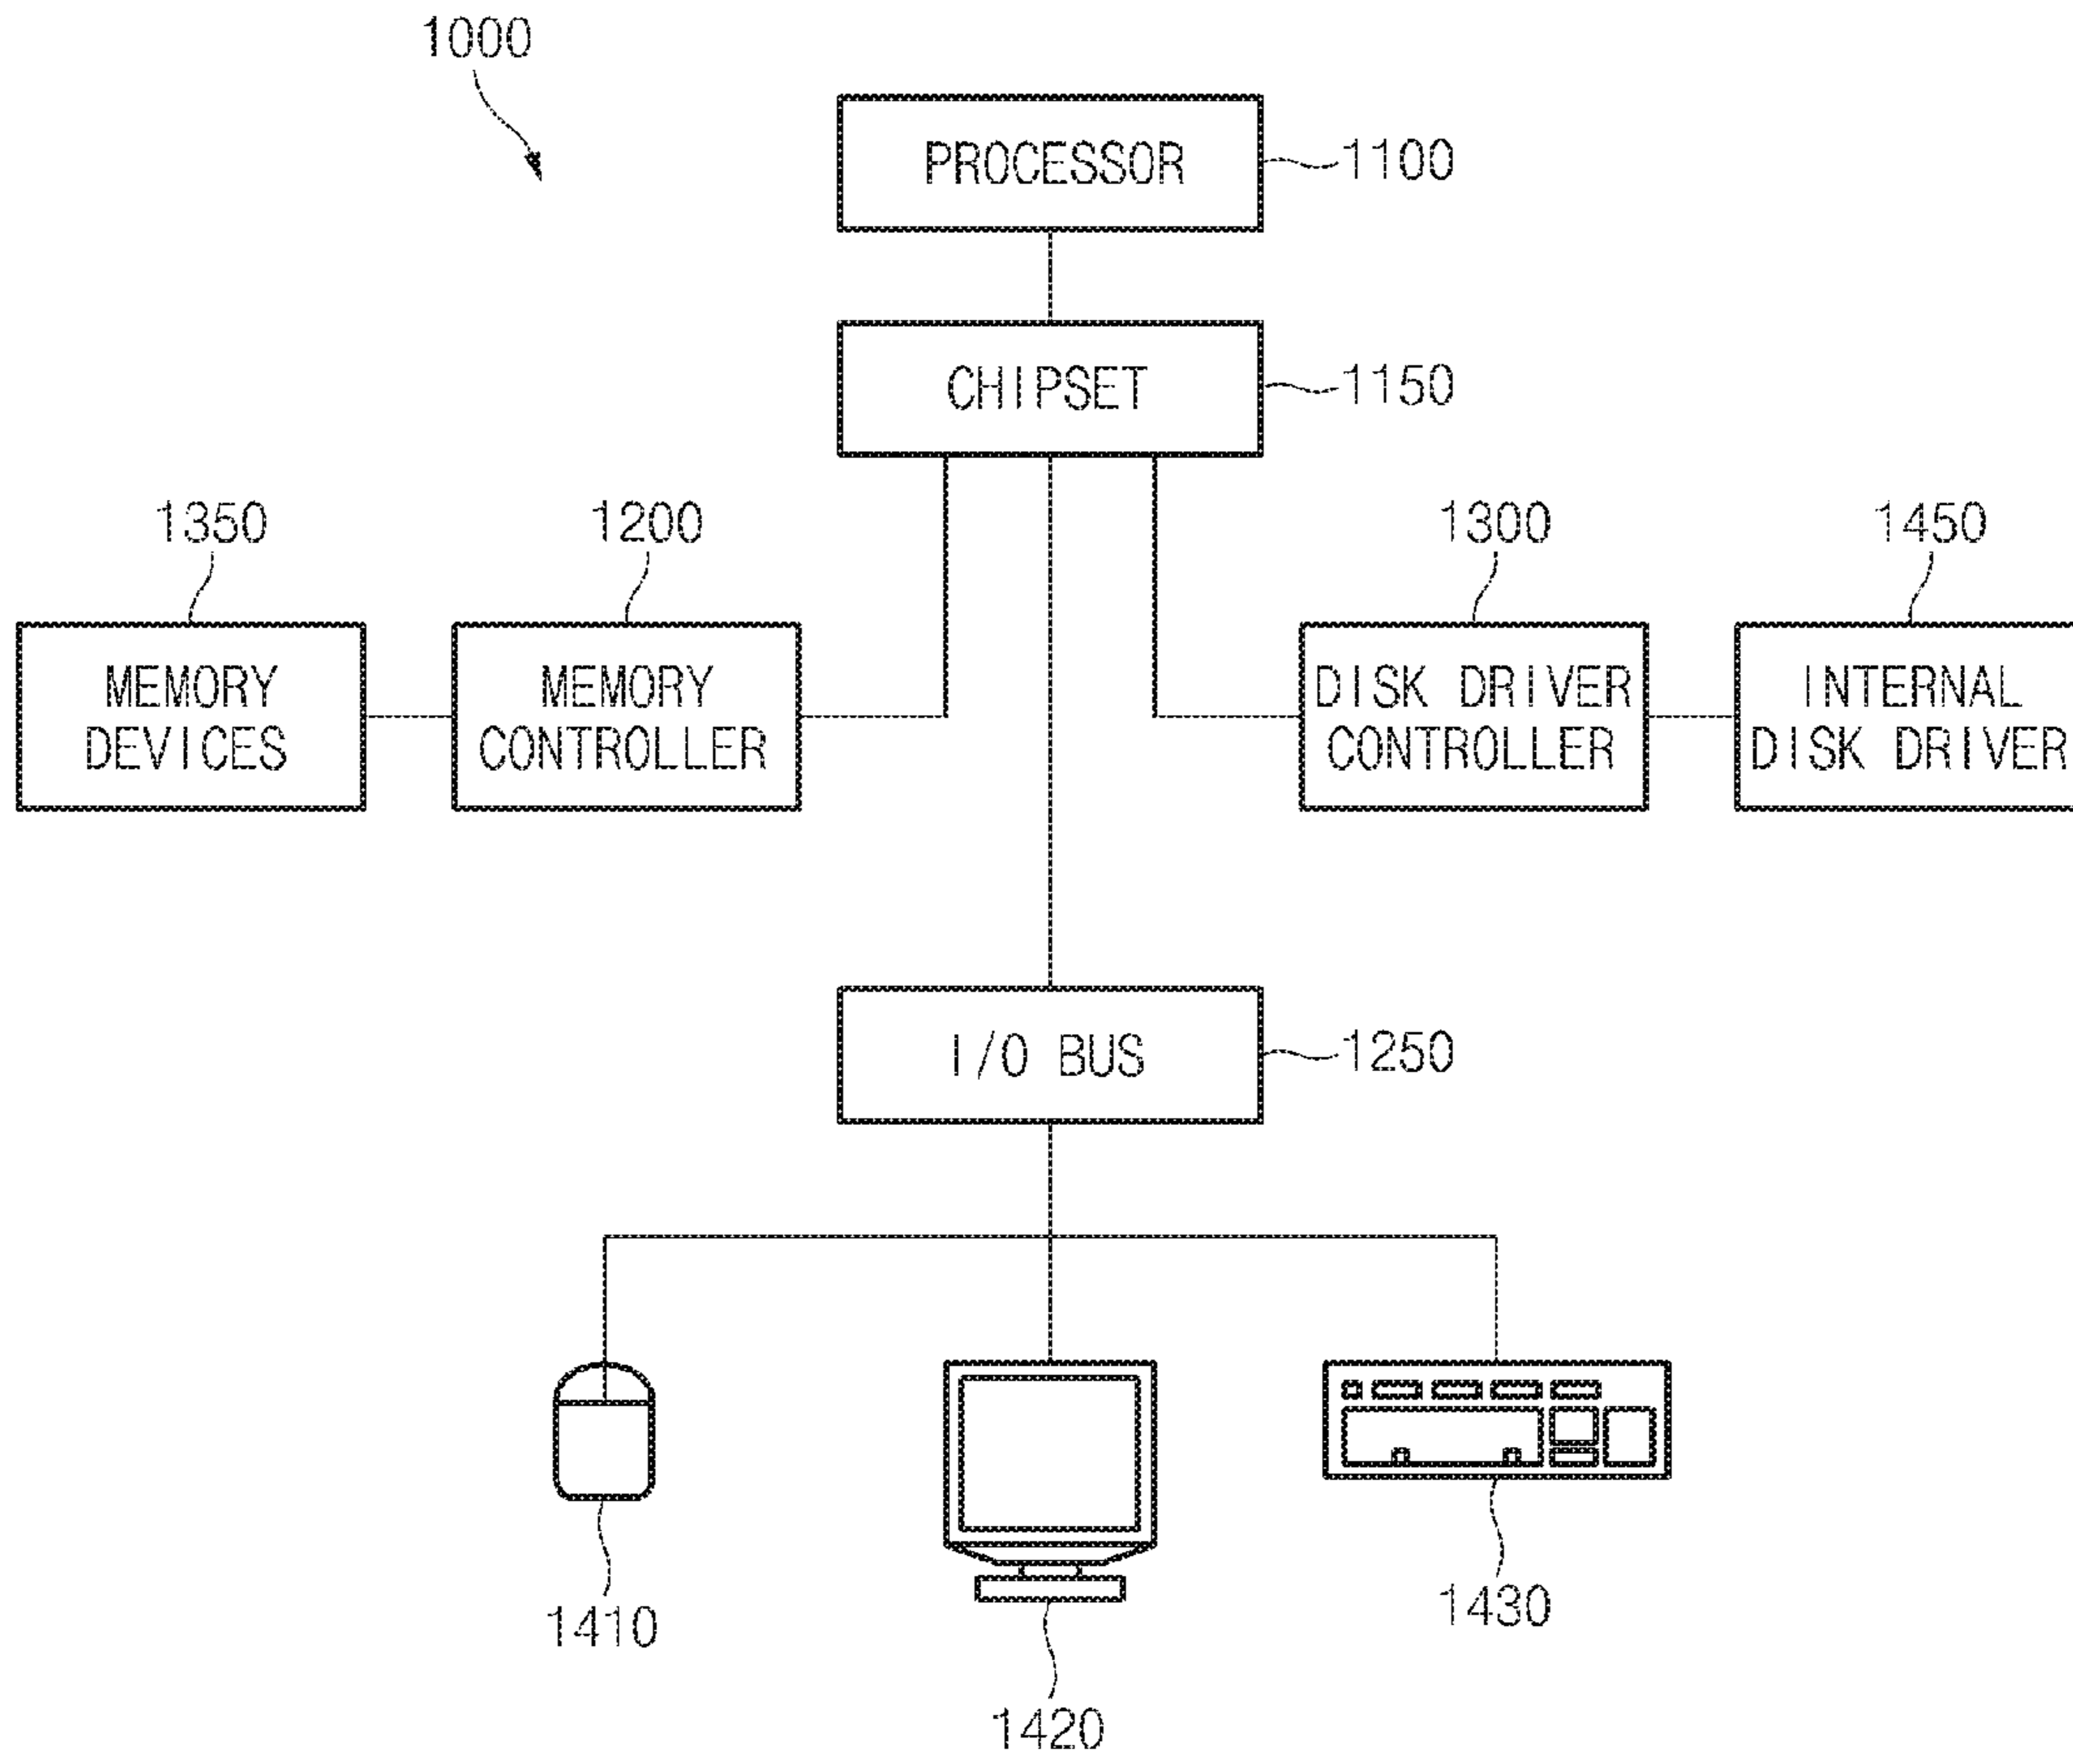 1000
PROCESSOR
1100
CHIPSET
1150
1350
1200
1300
1450
MEMORY
DEVICES
MEMORY
CONTROLLER
DISK DRIVER
CONTROLLER
INTERNAL
DISK DRIVER
I/O BUS
1250
1410
1420
1430